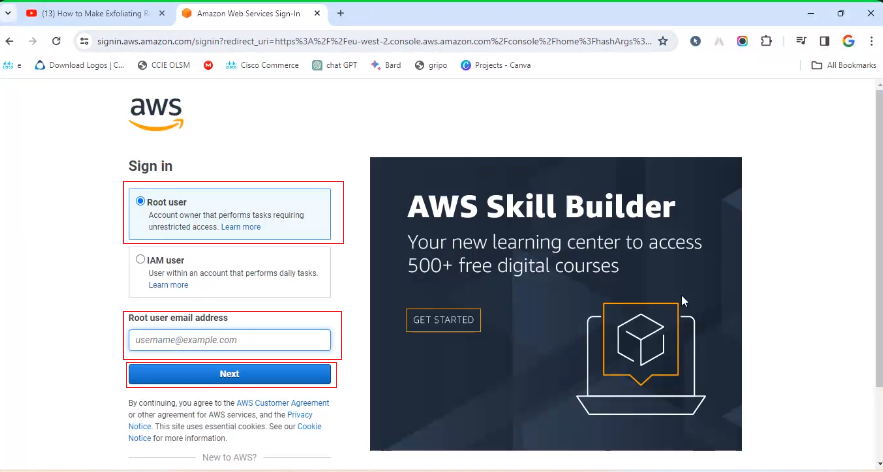 (13) How to Make Exfoliating R
Amazon Web Services Sign-In
signin.aws.amazon.com/signin?redirect_uri=https%3A%2F%2Feu-west-2.console.aws.amazon.com%2Fconsole%2Fhome%3FhashArgs%3...
e
Download Logos | C...
CCIE OLSM
Cisco Commerce
chat GPT
Bard
gripo
Projects - Canva
All Bookmarks
aws
Sign in
Root user
Account owner that performs tasks requiring
unrestricted access. Learn more
IAM user
User within an account that performs daily tasks.
Learn more
Root user email address
username@example.com
Next
By continuing, you agree to the AWS Customer Agreement
or other agreement for AWS services, and the Privacy
Notice. This site uses essential cookies. See our Cookie
Notice for more information.
New to AWS?
AWS Skill Builder
Your new learning center to access
500+ free digital courses
GET STARTED